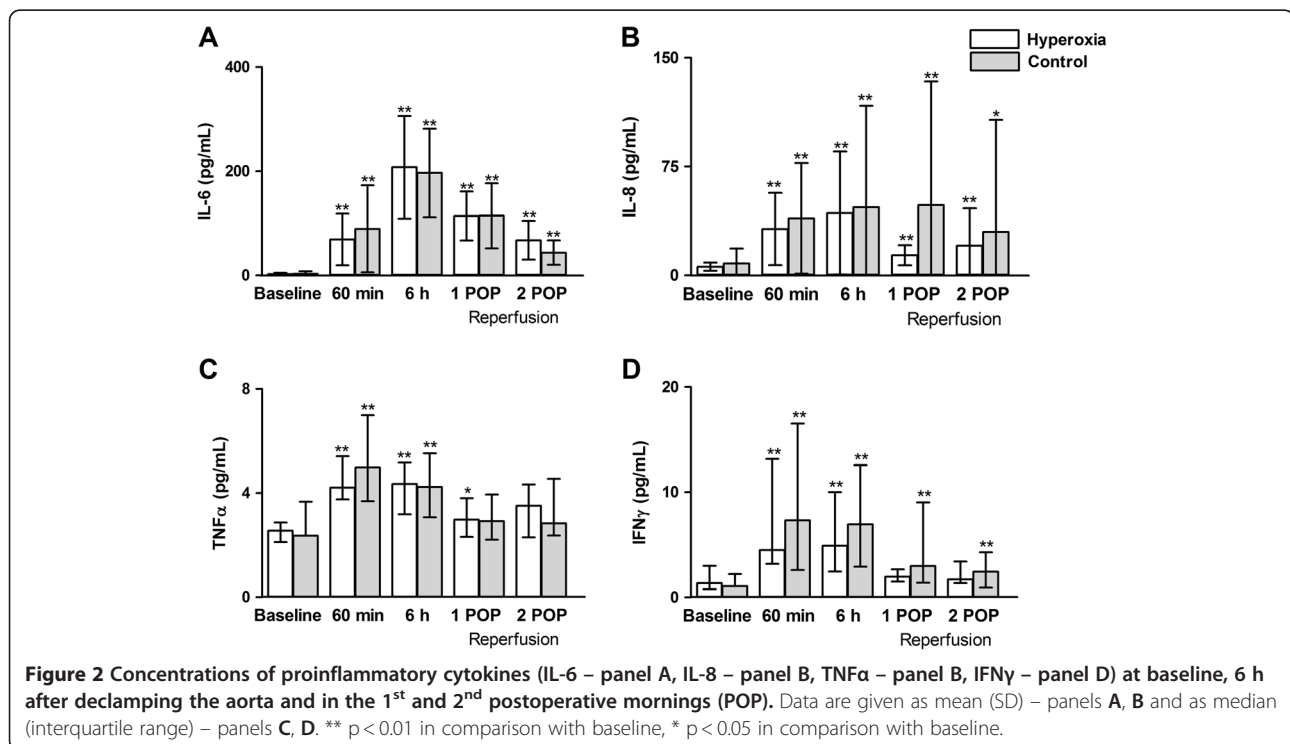 A
400
200
0
IL-6 (pg/mL)
** ** ** ** ** ** ** **
Baseline 60 min 6 h 1 POP 2 POP
Reperfusion
B
Hyperoxia
Control
150
75
0
IL-8 (pg/mL)
** ** ** ** ** ** ** *
Baseline 60 min 6 h 1 POP 2 POP
Reperfusion
C
8
4
0
TNFα (pg/mL)
** ** ** ** *
Baseline 60 min 6 h 1 POP 2 POP
Reperfusion
D
20
10
0
IFNγ (pg/mL)
** ** ** ** ** **
Baseline 60 min 6 h 1 POP 2 POP
Reperfusion
Figure 2 Concentrations of proinflammatory cytokines (IL-6 – panel A, IL-8 – panel B, TNFα – panel B, IFNγ – panel D) at baseline, 6 h
after declamping the aorta and in the 1st and 2nd postoperative mornings (POP). Data are given as mean (SD) – panels A, B and as median
(interquartile range) – panels C, D. ** p < 0.01 in comparison with baseline, * p < 0.05 in comparison with baseline.